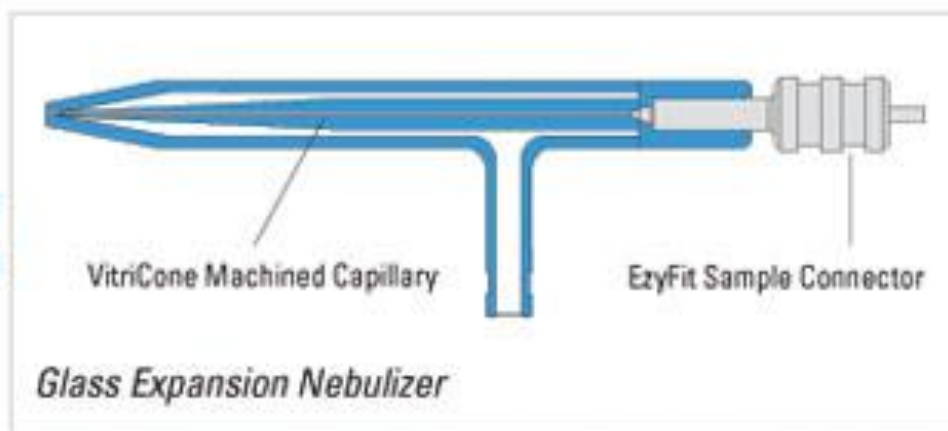 VitriCone Machined Capillary
EzyFit Sample Connector
Glass Expansion Nebulizer